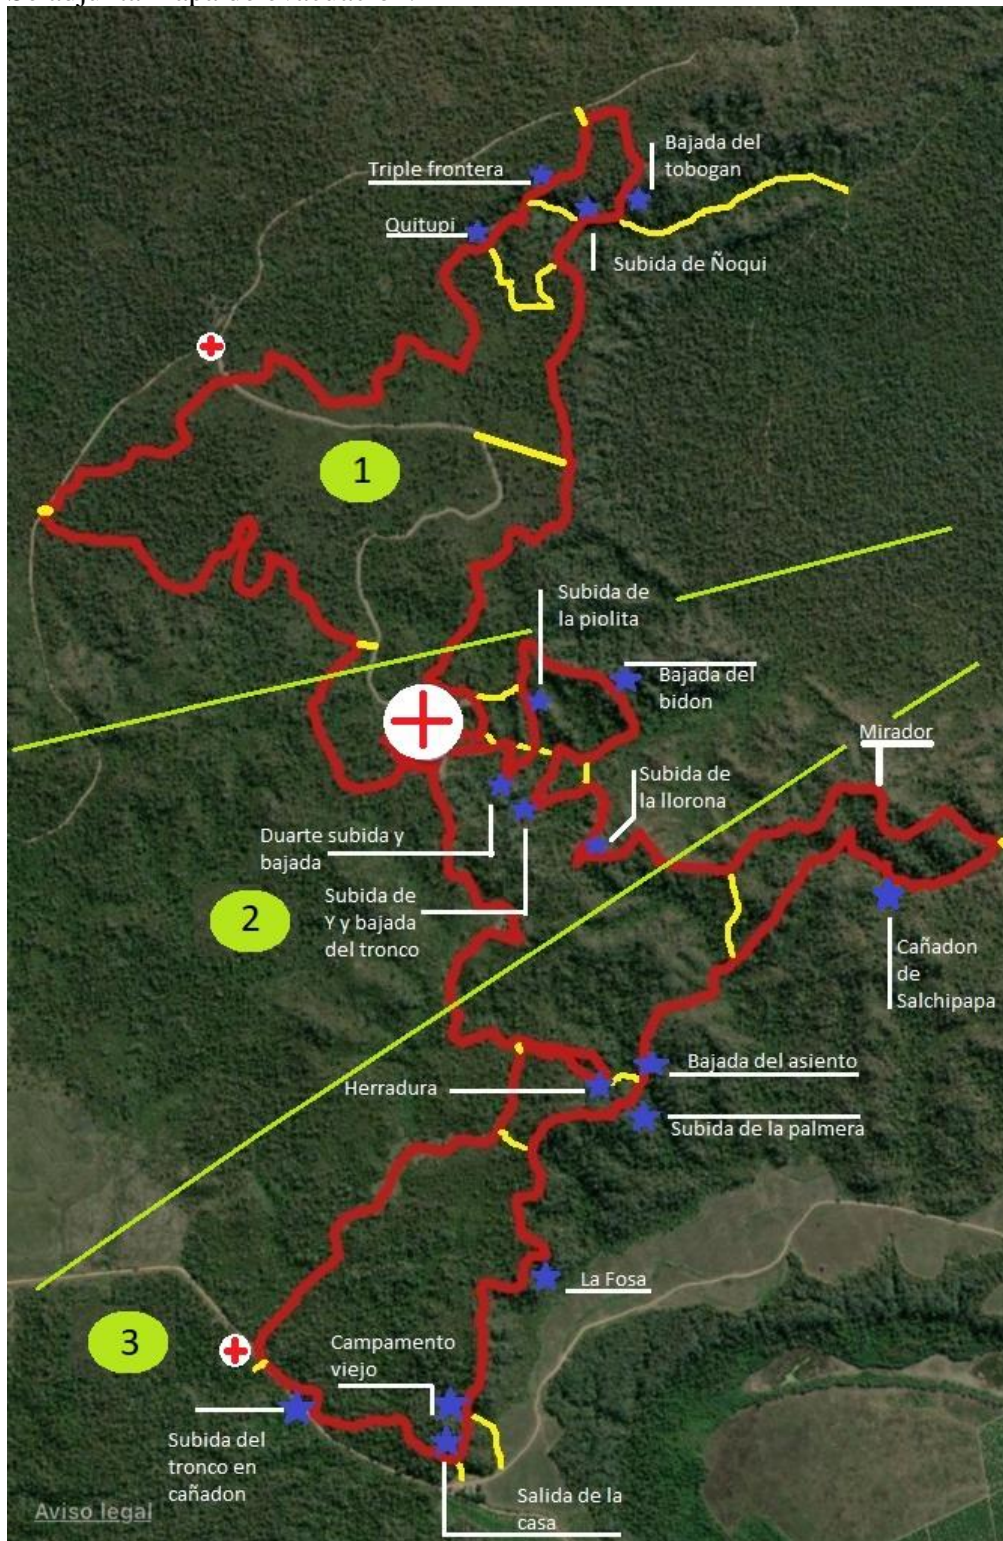 Bajada del
tobogan
Triple frontera
Quitupi
Subida de Ñoqui
1
Subida de
la piolita
Bajada del
bidon
Mirador
Subida de
la llorona
Duarte subida y
bajada
2
Subida de
Y y bajada
del tronco
Cañadon
de
Salchipapa
Bajada del asiento
Herradura
Subida de la palmera
La Fosa
3
Campamento
viejo
Subida del
tronco en
cañadon
Salida de la
casa
Aviso legal